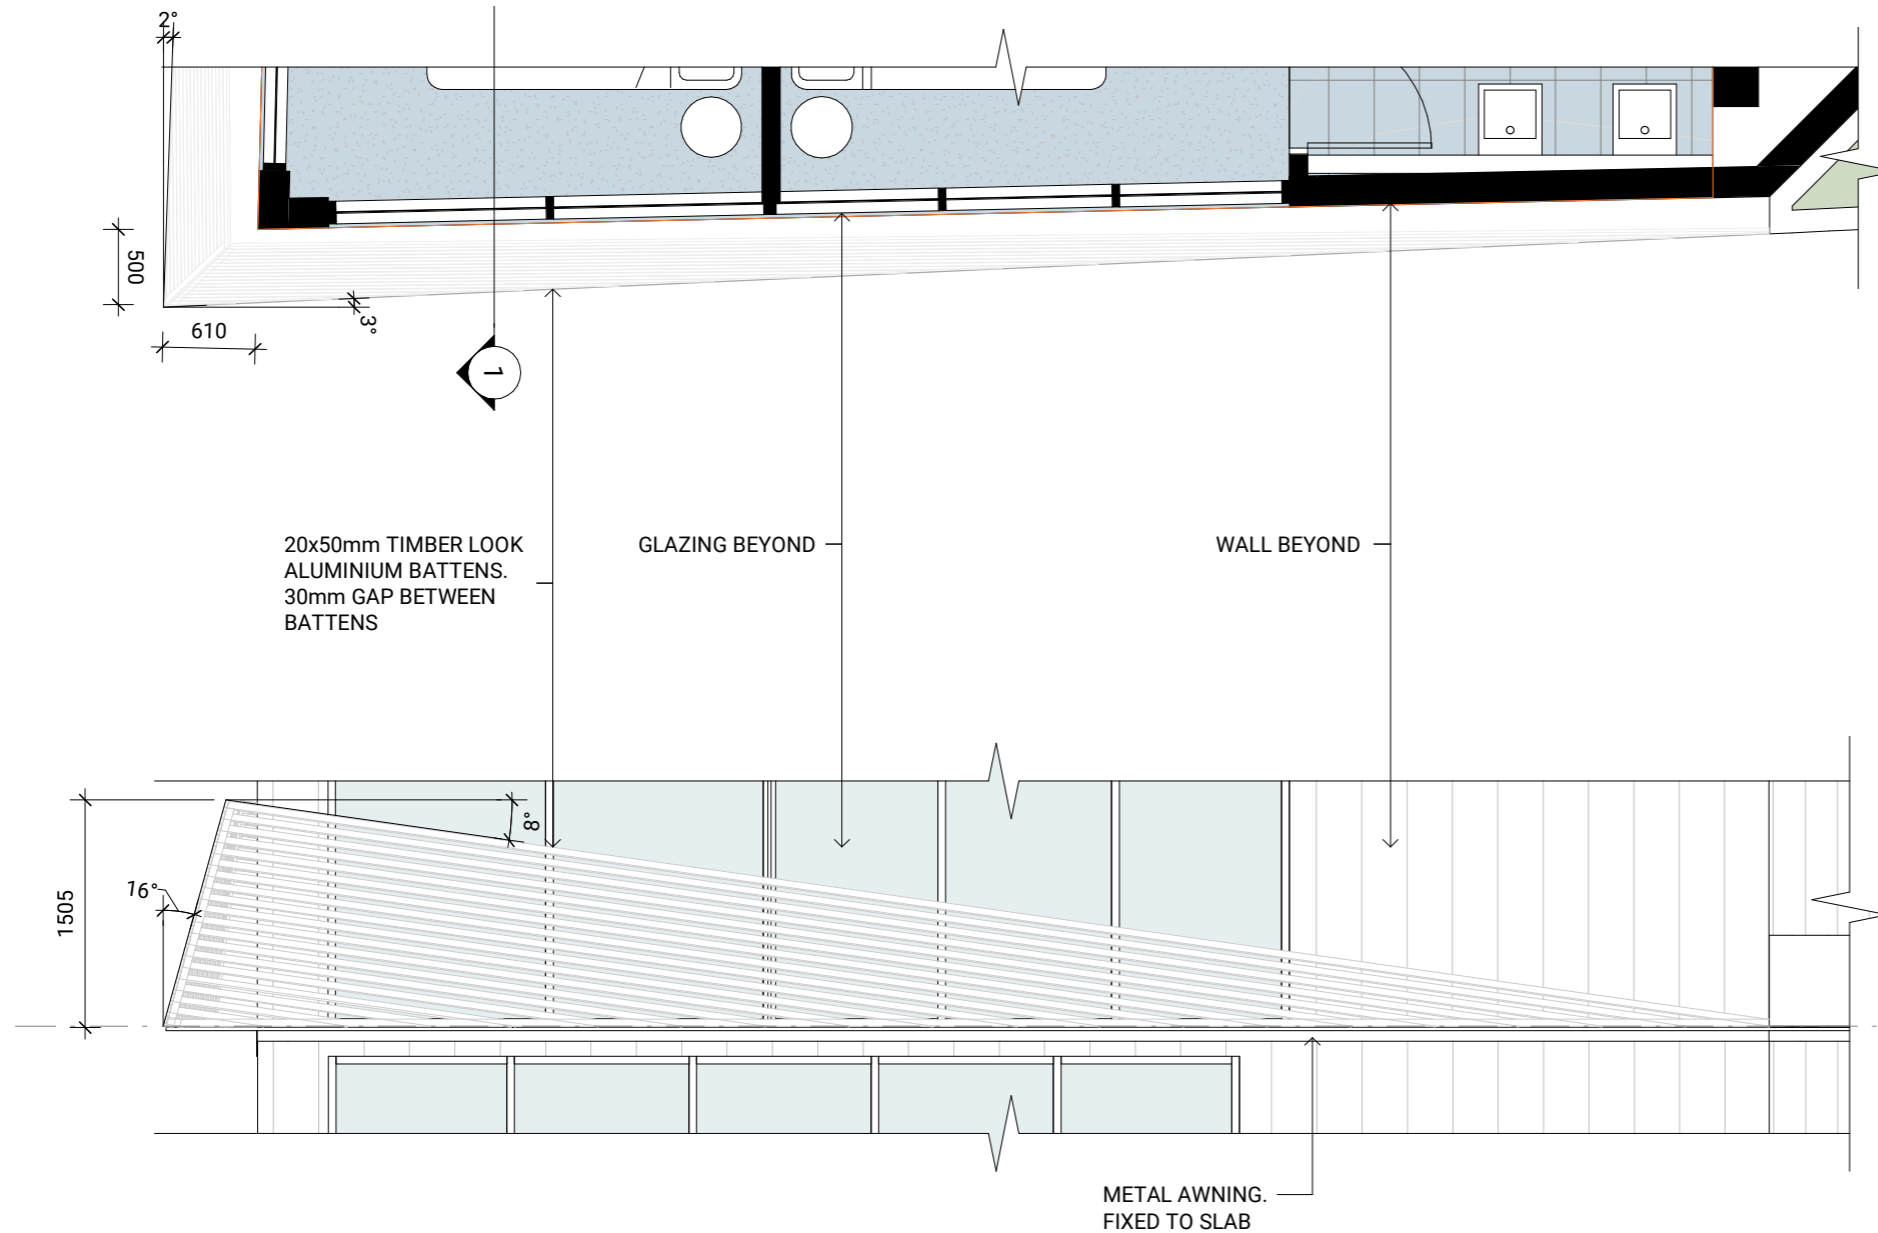 2°
500
3°
610
1
20x50mm TIMBER LOOK
ALUMINIUM BATTENS.
30mm GAP BETWEEN
BATTENS
GLAZING BEYOND
WALL BEYOND
8°
16°
1505
METAL AWNING.
FIXED TO SLAB